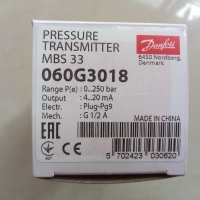 PRESSURE
TRANSMITTER
MBS 33
060G3018
Danfoss
6430 Nordborg,
Denmark
Range P(e) : 0...250 bar
Output : 4...20 mA
Electr. : Plug-Pg9
Mech. : G 1/2 A
MADE IN CHINA
5 702423 030620